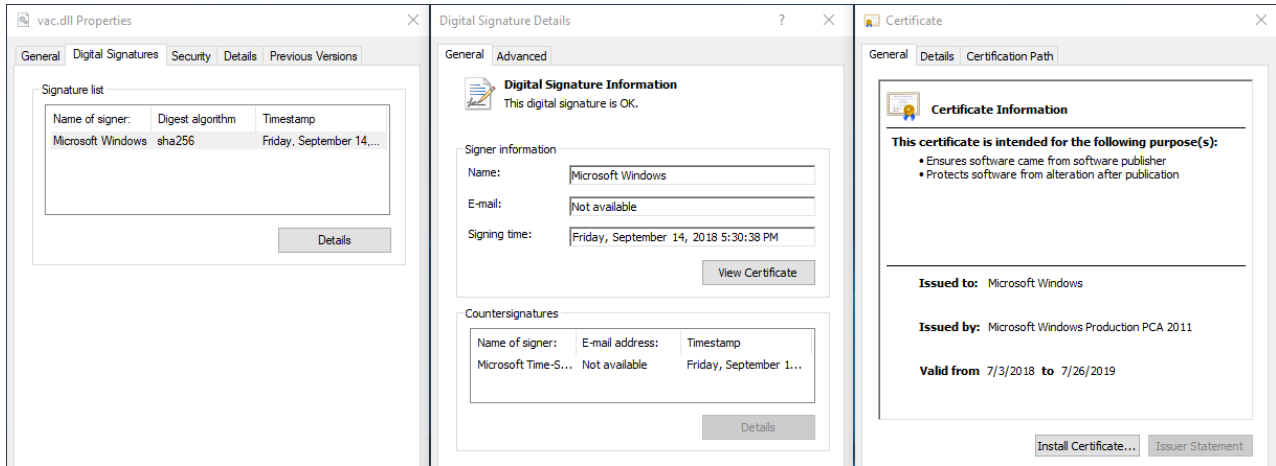 vac.dll Properties
General Digital Signatures Security Details Previous Versions
Signature list
Name of signer: Digest algorithm Timestamp
Microsoft Windows sha256 Friday, September 14,...
Details
Digital Signature Details
General Advanced
Digital Signature Information
This digital signature is OK.
Signer information
Name: Microsoft Windows
E-mail: Not available
Signing time: Friday, September 14, 2018 5:30:38 PM
View Certificate
Countersignatures
Name of signer: E-mail address: Timestamp
Microsoft Time-S... Not available Friday, September 1...
Details
Certificate
General Details Certification Path
Certificate Information
This certificate is intended for the following purpose(s):
• Ensures software came from software publisher
• Protects software from alteration after publication
Issued to: Microsoft Windows
Issued by: Microsoft Windows Production PCA 2011
Valid from 7/3/2018 to 7/26/2019
Install Certificate... Issuer Statement